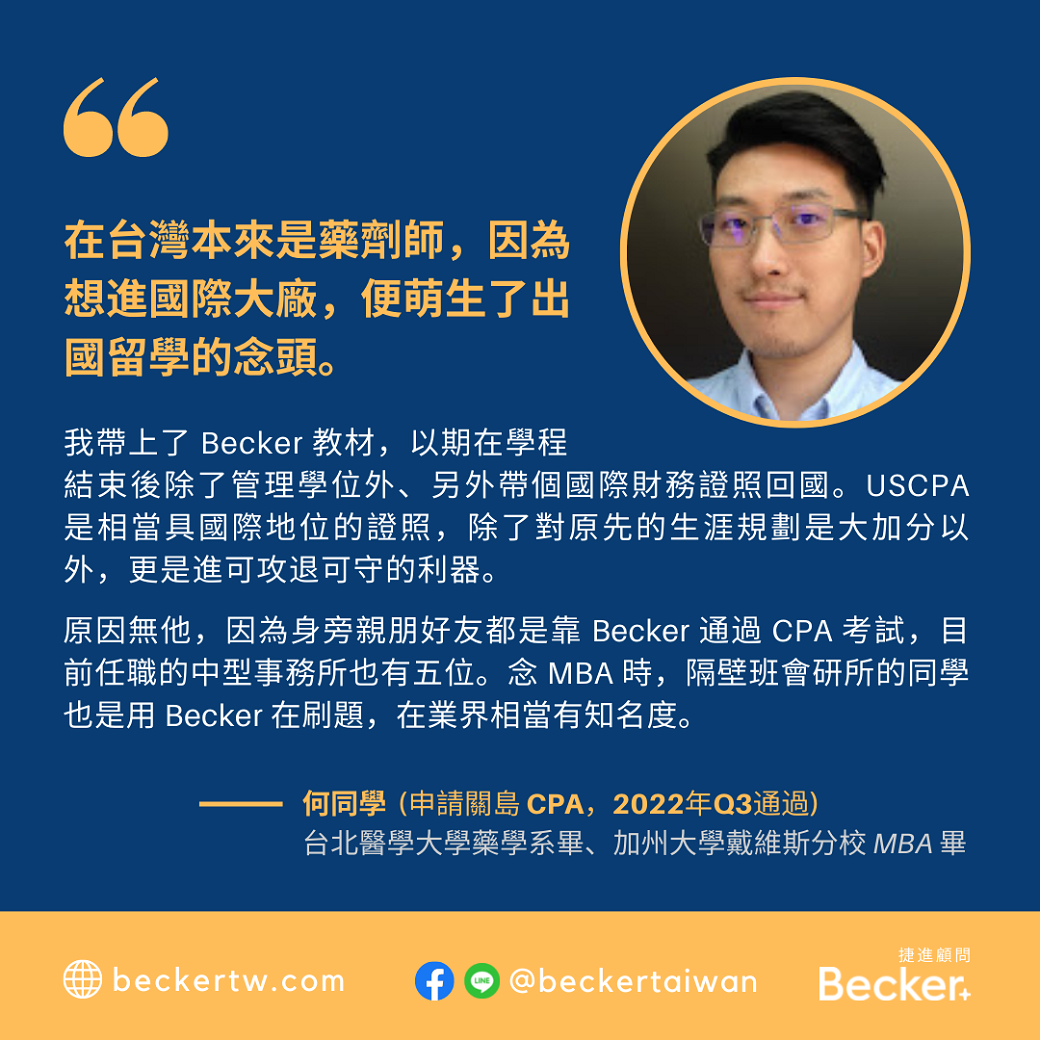 在台灣本來是藥劑師，因為
想進國際大廠，便萌生了出
國留學的念頭。
我帶上了 Becker 教材，以期在學程
結束後除了管理學位外、另外帶個國際財務證照回國。USCPA
是相當具國際地位的證照，除了對原先的生涯規劃是大加分以
外，更是進可攻退可守的利器。
原因無他，因為身旁親朋好友都是靠 Becker 通過 CPA 考試，目
前任職的中型事務所也有五位。念 MBA 時，隔壁班會研所的同學
也是用 Becker 在刷題，在業界相當有知名度。
何同學 (申請關島 CPA，2022年Q3通過)
台北醫學大學藥學系畢、加州大學戴維斯分校 MBA 畢
beckertw.com
LINE
@beckertaiwan
捷進顧問
Becker.